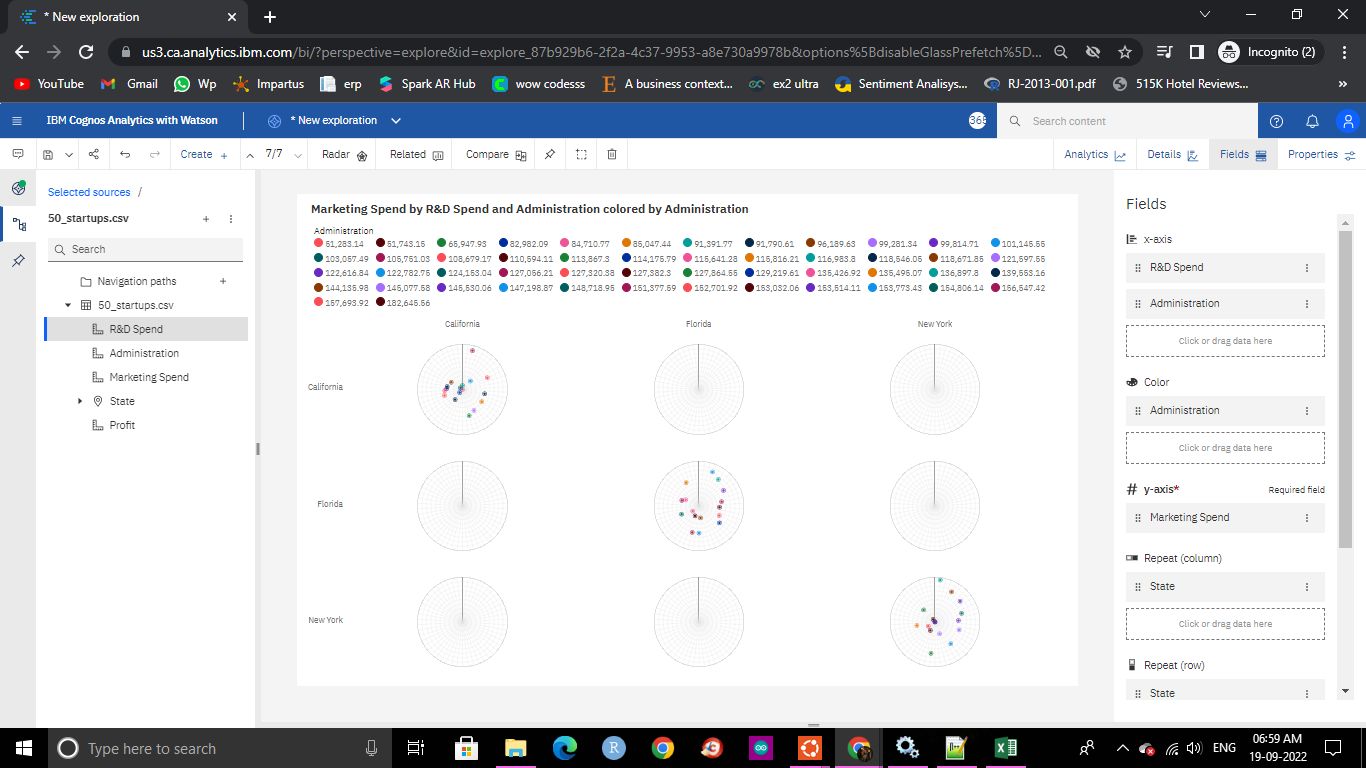 * New exploration
us3.ca.analytics.ibm.com/bi/?perspective=explore&id=explore_87b929b6-2f2a-4c37-9953-a8e730a9978b&options%5BdisableGlassPrefetch%5D...
Incognito (2)
YouTube Gmail Wp Impartus erp Spark AR Hub wow codesss A business context... ex2 ultra Sentiment Analisys... RJ-2013-001.pdf 515K Hotel Reviews... »
IBM Cognos Analytics with Watson * New exploration 365 Search content
Create + 7/7 Radar Related Compare Analytics Details Fields Properties
Selected sources /
50_startups.csv
Search
Navigation paths
50_startups.csv
R&D Spend
Administration
Marketing Spend
State
Profit
Marketing Spend by R&D Spend and Administration colored by Administration
Administration
51,283.14 51,743.15 65,947.93 82,982.09 84,710.77 85,047.44 91,391.77 91,790.61 96,189.63 99,281.34 99,814.71 101,145.55
103,057.49 105,751.03 108,679.17 110,594.11 113,867.3 114,175.79 115,641.28 115,816.21 116,983.8 118,546.05 118,671.85 121,597.55
122,616.84 122,782.75 124,153.04 127,056.21 127,320.38 127,382.3 127,864.55 129,219.61 135,426.92 135,495.07 136,897.8 139,553.16
144,135.98 145,077.58 145,530.06 147,198.87 148,718.95 151,377.59 152,701.92 153,032.06 153,514.11 153,773.43 154,806.14 156,547.42
157,693.92 182,645.56
California Florida New York
California
Florida
New York
Fields
x-axis
R&D Spend
Administration
Click or drag data here
Color
Administration
Click or drag data here
y-axis* Required field
Marketing Spend
Repeat (column)
State
Click or drag data here
Repeat (row)
State
Type here to search
ENG
06:59 AM
19-09-2022